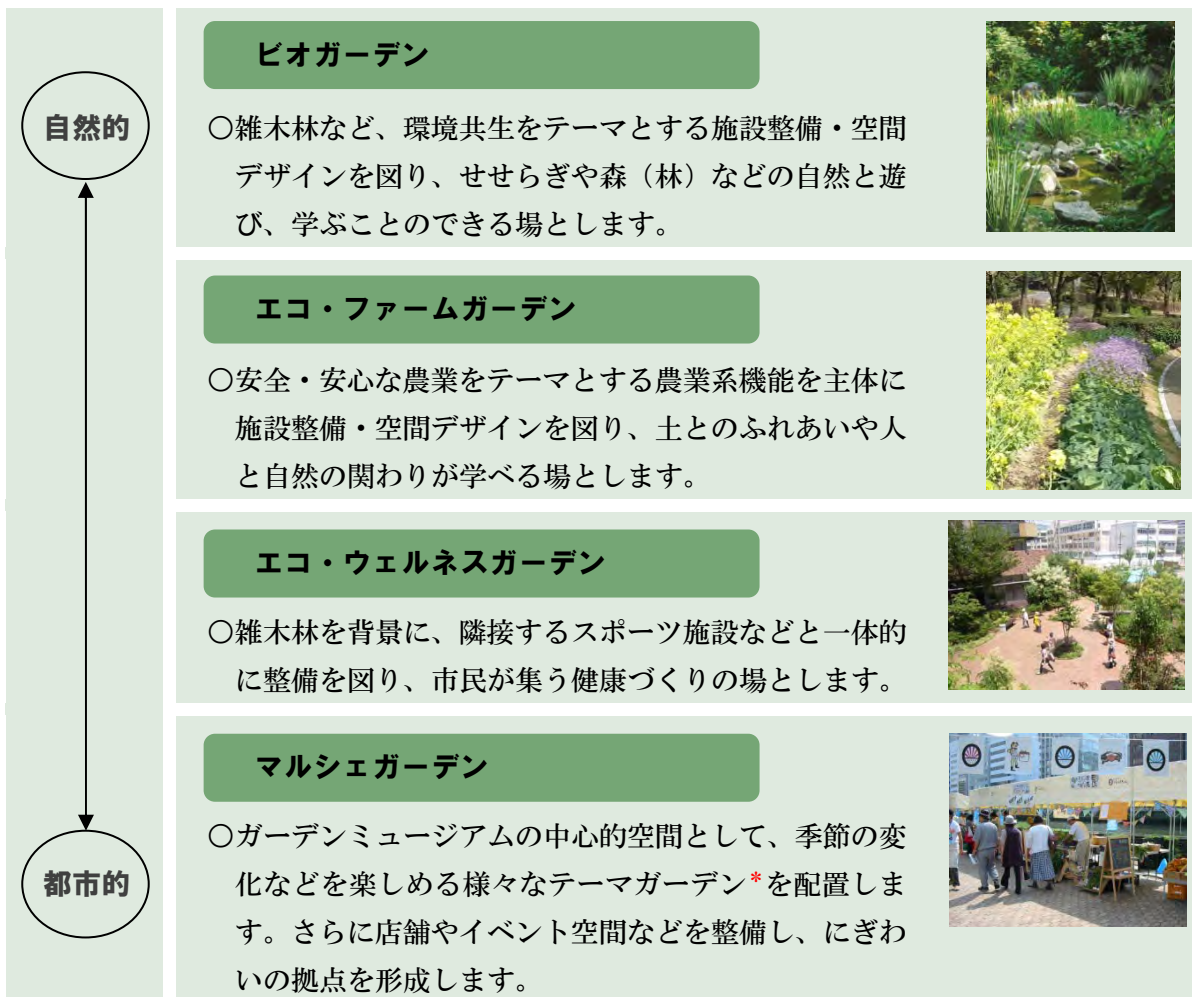 自然的
ビオガーデン
〇雑木林など、環境共生をテーマとする施設整備・空間
デザインを図り、せせらぎや森（林）などの自然と遊
び、学ぶことのできる場とします。
エコ・ファームガーデン
〇安全・安心な農業をテーマとする農業系機能を主体に
施設整備・空間デザインを図り、土とのふれあいや人
と自然の関わりが学べる場とします。
エコ・ウェルネスガーデン
〇雑木林を背景に、隣接するスポーツ施設などと一体的
に整備を図り、市民が集う健康づくりの場とします。
マルシェガーデン
〇ガーデンミュージアムの中心的空間として、季節の変
化などを楽しめる様々なテーマガーデン*を配置しま
す。さらに店舗やイベント空間などを整備し、にぎわ
いの拠点を形成します。
都市的